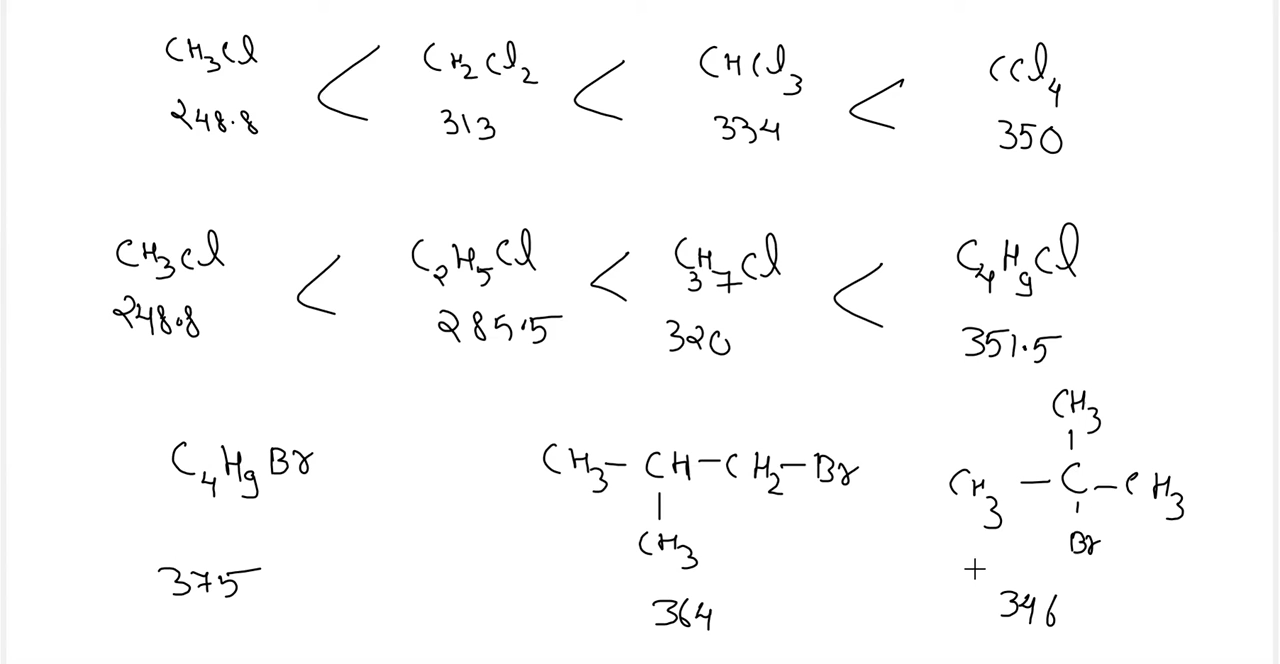 CH3Cl < CH2Cl2 < CHCl3 < CCl4
248.8 313 334 350
CH3Cl < C2H5Cl < C3H7Cl < C4H9Cl
248.8 285.5 320 351.5
CH3
C4H9Br CH3-CH-CH2-Br CH3-C-CH3
CH3 Br
375 364 346